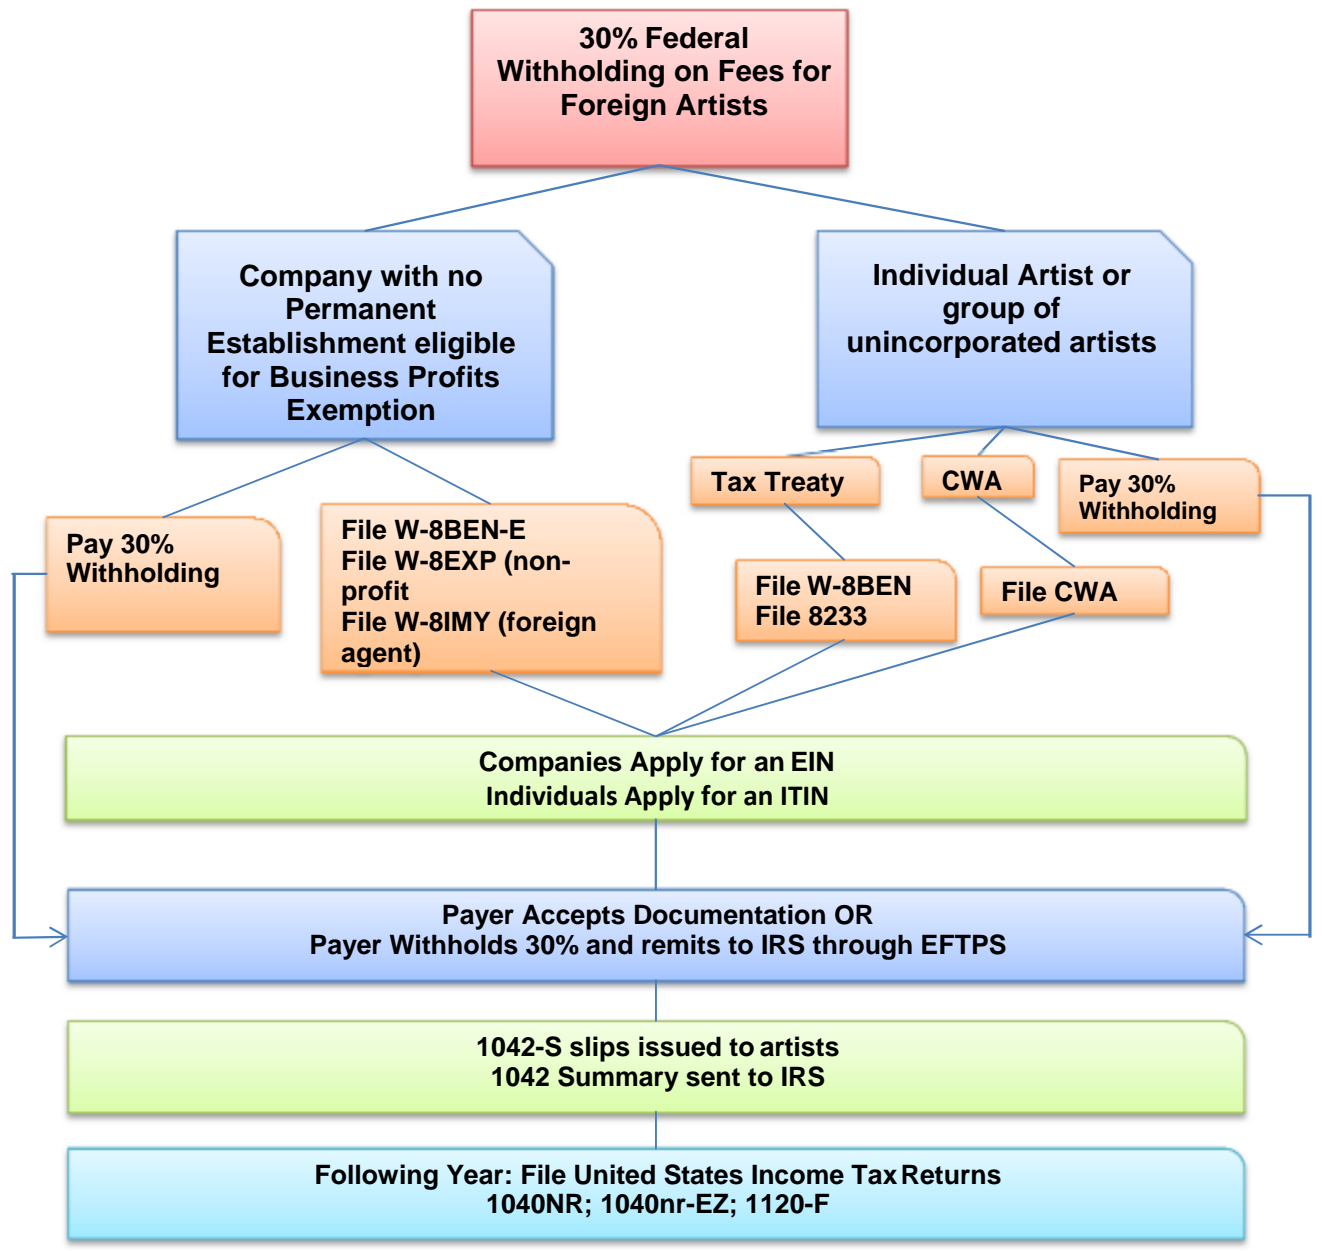 30% Federal
Withholding on Fees for
Foreign Artists
Company with no
Permanent
Establishment eligible
for Business Profits
Exemption
Individual Artist or
group of
unincorporated artists
Tax Treaty
CWA
Pay 30%
Withholding
Pay 30%
Withholding
File W-8BEN-E
File W-8EXP (non-
profit
File W-8IMY (foreign
agent)
File W-8BEN
File 8233
File CWA
Companies Apply for an EIN
Individuals Apply for an ITIN
Payer Accepts Documentation OR
Payer Withholds 30% and remits to IRS through EFTPS
1042-S slips issued to artists
1042 Summary sent to IRS
Following Year: File United States Income Tax Returns
1040NR; 1040nr-EZ; 1120-F